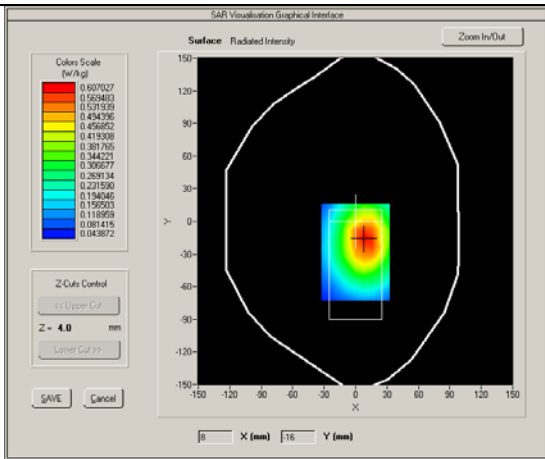 SAR Visualisation Graphical Interface
Surface Radiated Intensity
Zoom In/Out
Colors Scale
(W/kg)
0.607027
0.569483
0.531939
0.494396
0.456852
0.419308
0.381765
0.344221
0.306677
0.269134
0.231590
0.194046
0.156503
0.118959
0.081415
0.043872
150
120
90
60
30
0
-30
-60
-90
-120
-150
Y
-150 -120 -90 -60 -30 0 30 60 90 120 150
X
Z-Cuts Control
<< Upper Cut
Z = 4.0 mm
Lower Cut >>
SAVE Cancel
8 X (mm) -16 Y (mm)